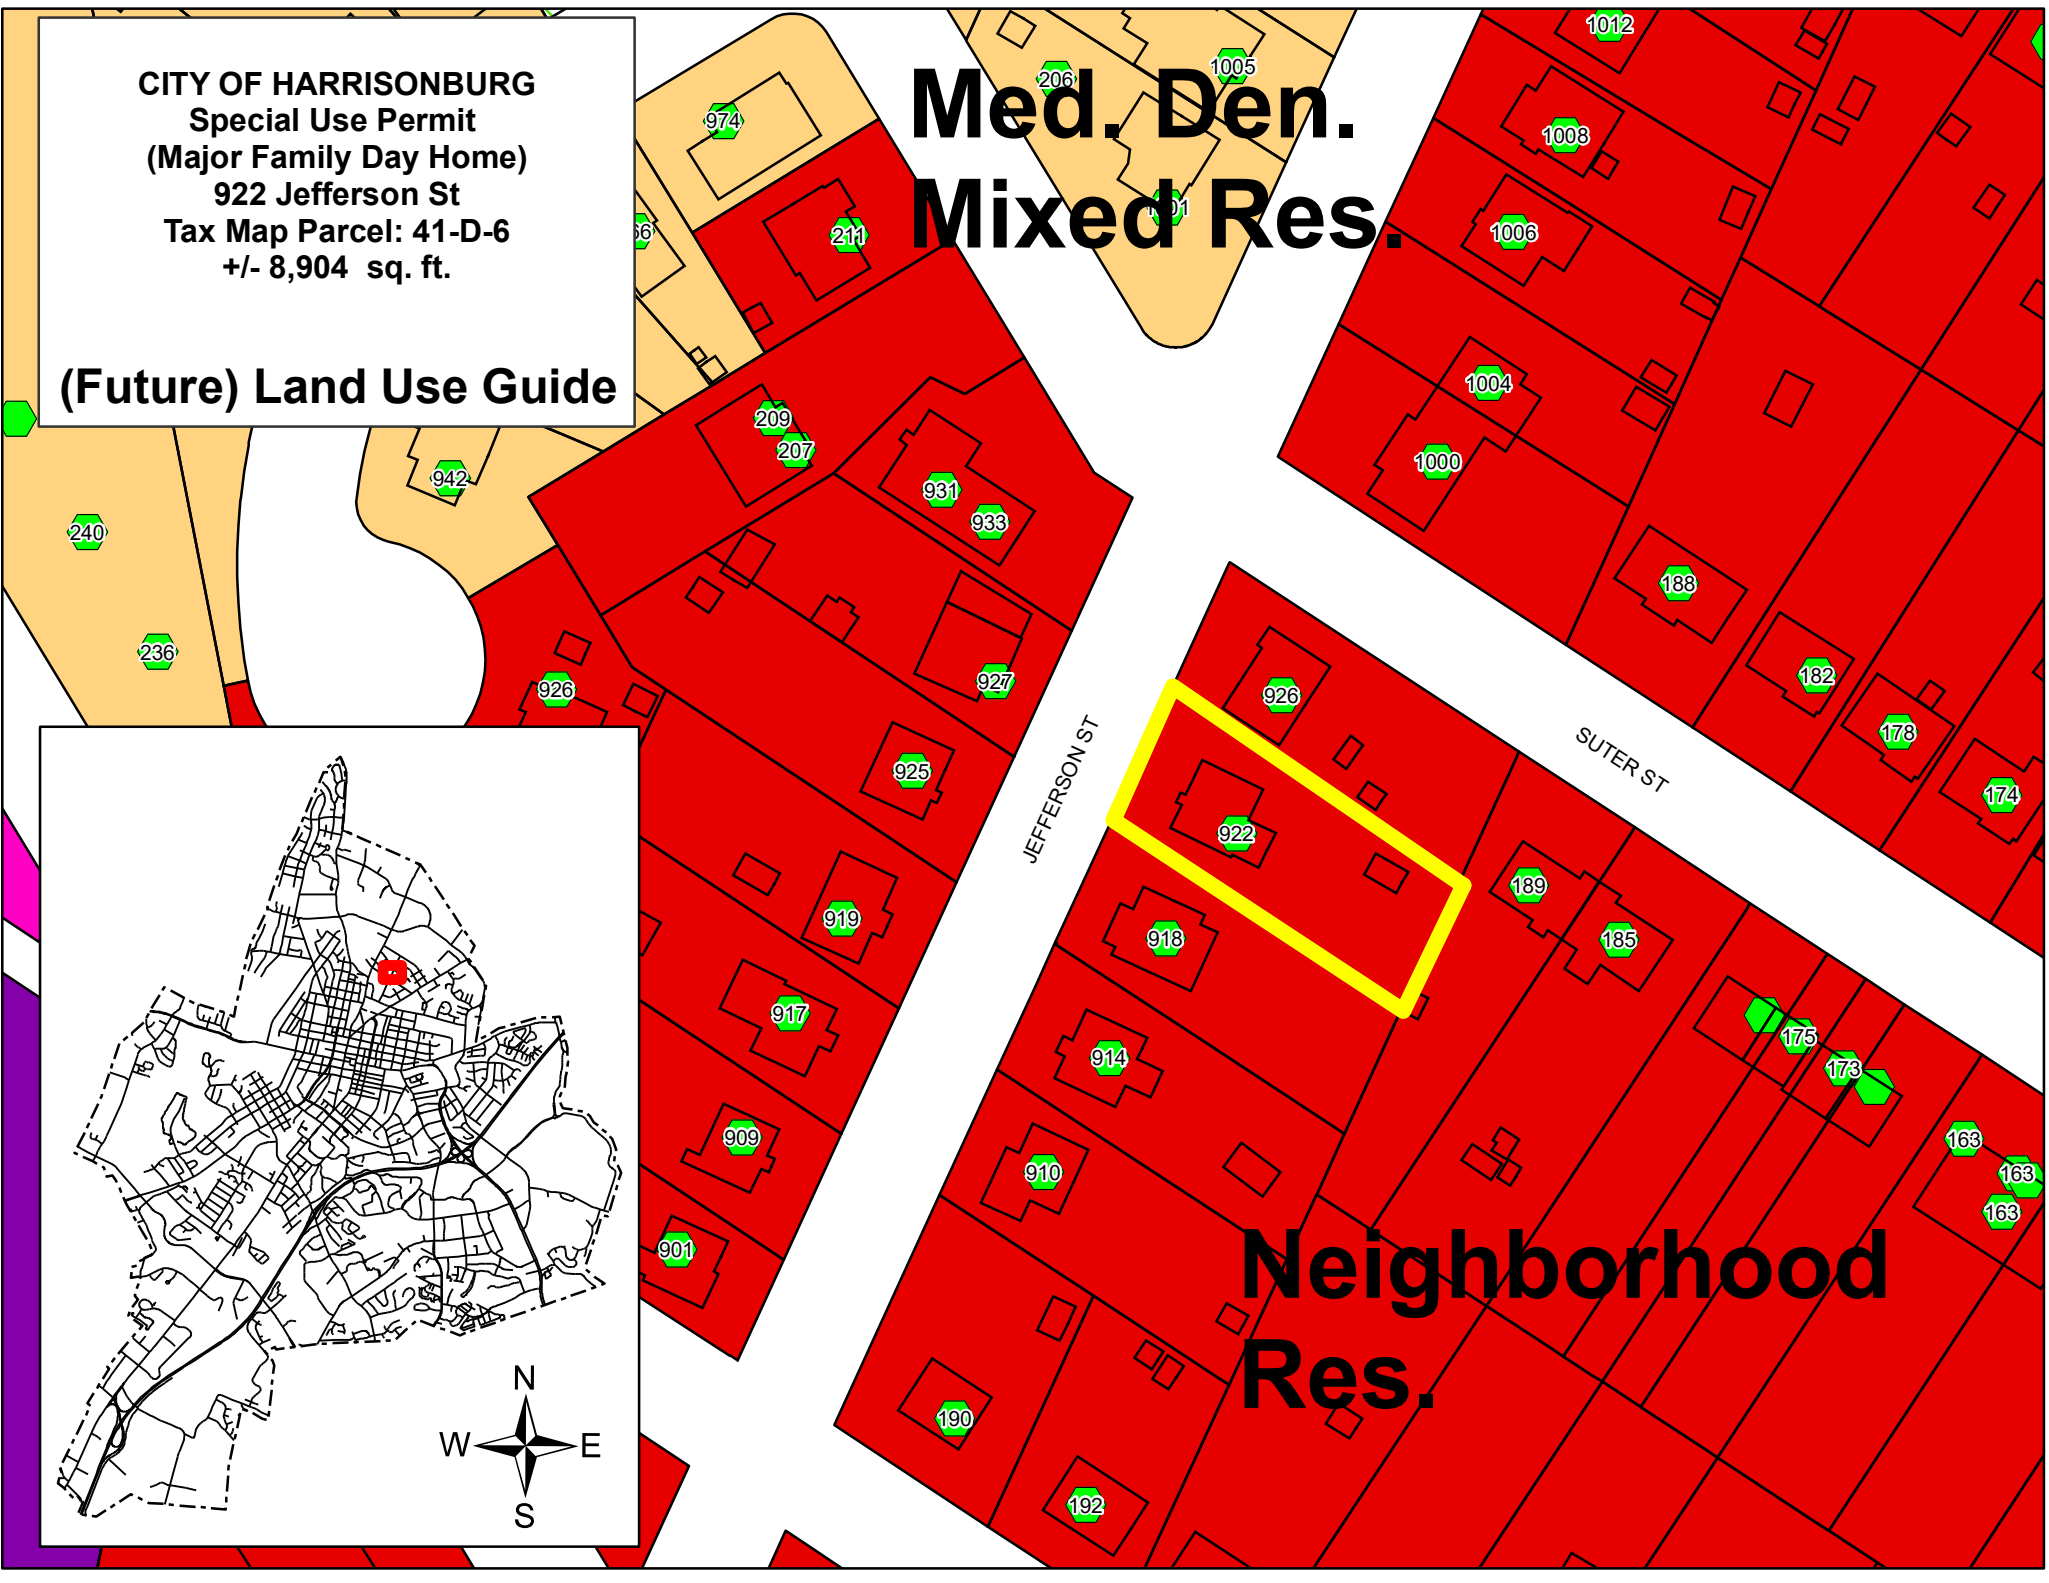 CITY OF HARRISONBURG
Special Use Permit
(Major Family Day Home)
922 Jefferson St
Tax Map Parcel: 41-D-6
+/- 8,904 sq. ft.
(Future) Land Use Guide
Med. Den.
Mixed Res.
1012
1005
206
974
1008
1006
211
1004
1000
209
207
942
931
933
240
188
236
926
927
926
182
178
174
925
JEFFERSON ST
SUTER ST
922
919
918
189
185
917
914
175
173
909
910
163
163
163
901
Neighborhood
Res.
190
192
N
W
E
S